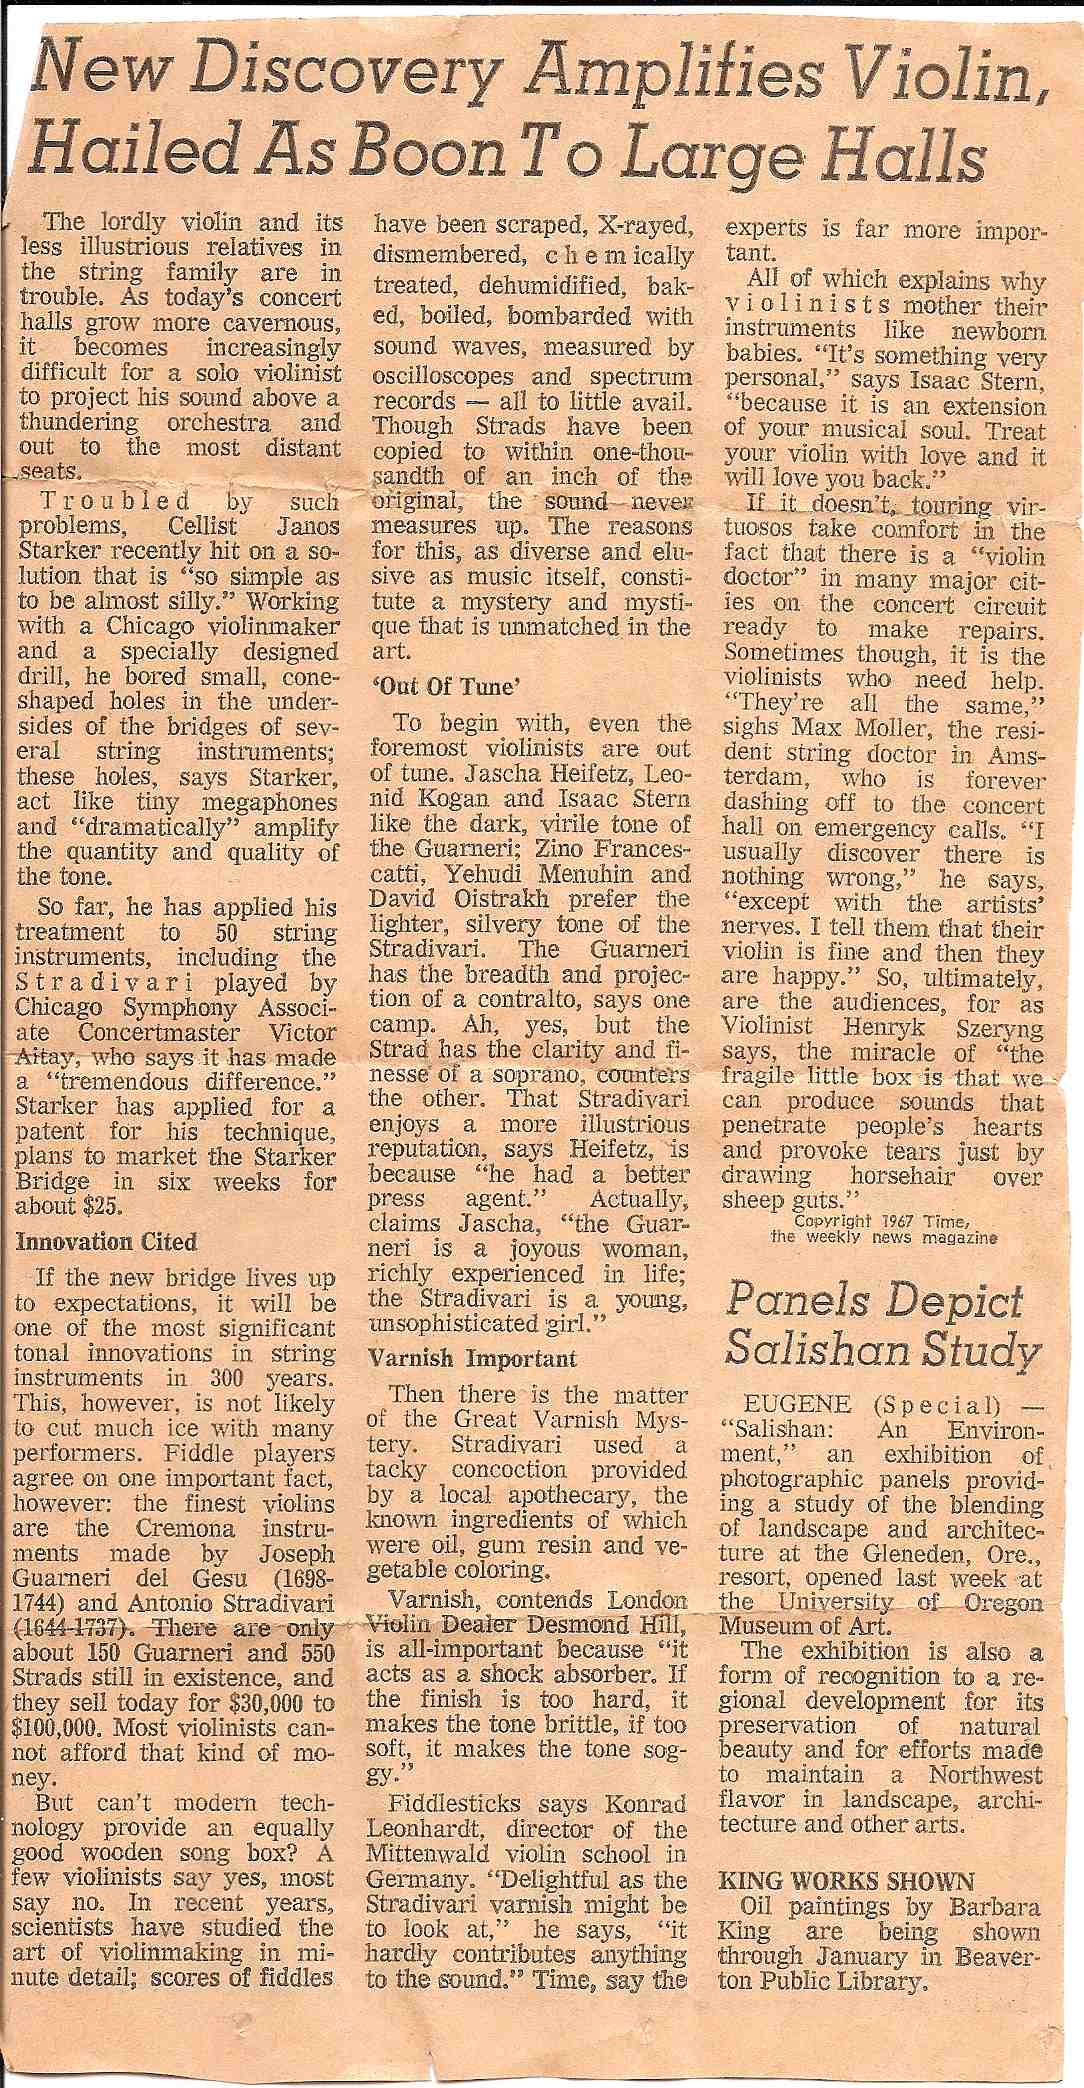 New Discovery Amplifies Violin,
Hailed As Boon To Large Halls
The lordly violin and its
less illustrious relatives in
the string family are in
trouble. As today's concert
halls grow more cavernous,
it becomes increasingly
difficult for a solo violinist
to project his sound above a
thundering orchestra and
out to the most distant
seats.
Troubled by such
problems, Cellist Janos
Starker recently hit on a so-
lution that is "so simple as
to be almost silly." Working
with a Chicago violinmaker
and a specially designed
drill, he bored small, cone-
shaped holes in the under-
sides of the bridges of sev-
eral string instruments;
these holes, says Starker,
act like tiny megaphones
and "dramatically" amplify
the quantity and quality of
the tone.
So far, he has applied his
treatment to 50 string
instruments, including the
Stradivari played by
Chicago Symphony Associ-
ate Concertmaster Victor
Aitay, who says it has made
a "tremendous difference."
Starker has applied for a
patent for his technique,
plans to market the Starker
Bridge in six weeks for
about $25.
Innovation Cited
If the new bridge lives up
to expectations, it will be
one of the most significant
tonal innovations in string
instruments in 300 years.
This, however, is not likely
to cut much ice with many
performers. Fiddle players
agree on one important fact,
however: the finest violins
are the Cremona instru-
ments made by Joseph
Guarneri del Gesu (1698-
1744) and Antonio Stradivari
(1644-1737). There are only
about 150 Guarneri and 550
Strads still in existence, and
they sell today for $30,000 to
$100,000. Most violinists can-
not afford that kind of mo-
ney.
But can't modern tech-
nology provide an equally
good wooden song box? A
few violinists say yes, most
say no. In recent years,
scientists have studied the
art of violinmaking in mi-
nute detail; scores of fiddles
have been scraped, X-rayed,
dismembered, chemically
treated, dehumidified, bak-
ed, boiled, bombarded with
sound waves, measured by
oscilloscopes and spectrum
records — all to little avail.
Though Strads have been
copied to within one-thou-
sandth of an inch of the
original, the sound never
measures up. The reasons
for this, as diverse and elu-
sive as music itself, consti-
tute a mystery and mysti-
que that is unmatched in the
art.
'Out Of Tune'
To begin with, even the
foremost violinists are out
of tune. Jascha Heifetz, Leo-
nid Kogan and Isaac Stern
like the dark, virile tone of
the Guarneri; Zino Frances-
catti, Yehudi Menuhin and
David Oistrakh prefer the
lighter, silvery tone of the
Stradivari. The Guarneri
has the breadth and projec-
tion of a contralto, says one
camp. Ah, yes, but the
Strad has the clarity and fi-
nesse of a soprano, counters
the other. That Stradivari
enjoys a more illustrious
reputation, says Heifetz, is
because "he had a better
press agent." Actually,
claims Jascha, "the Guar-
neri is a joyous woman,
richly experienced in life;
the Stradivari is a young,
unsophisticated girl."
Varnish Important
Then there is the matter
of the Great Varnish Mys-
tery. Stradivari used a
tacky concoction provided
by a local apothecary, the
known ingredients of which
were oil, gum resin and ve-
getable coloring.
Varnish, contends London
Violin Dealer Desmond Hill,
is all-important because "it
acts as a shock absorber. If
the finish is too hard, it
makes the tone brittle, if too
soft, it makes the tone sog-
gy."
Fiddlesticks says Konrad
Leonhardt, director of the
Mittenwald violin school in
Germany. "Delightful as the
Stradivari varnish might be
to look at," he says, "it
hardly contributes anything
to the sound." Time, say the
experts is far more impor-
tant.
All of which explains why
violinists mother their
instruments like newborn
babies. "It's something very
personal," says Isaac Stern,
"because it is an extension
of your musical soul. Treat
your violin with love and it
will love you back."
If it doesn't, touring vir-
tuosos take comfort in the
fact that there is a "violin
doctor" in many major cit-
ies on the concert circuit
ready to make repairs.
Sometimes though, it is the
violinists who need help.
"They're all the same,"
sighs Max Moller, the resi-
dent string doctor in Ams-
terdam, who is forever
dashing off to the concert
hall on emergency calls. "I
usually discover there is
nothing wrong," he says,
"except with the artists'
nerves. I tell them that their
violin is fine and then they
are happy." So, ultimately,
are the audiences, for as
Violinist Henryk Szeryng
says, the miracle of "the
fragile little box is that we
can produce sounds that
penetrate people's hearts
and provoke tears just by
drawing horsehair over
sheep guts."
Copyright 1967 Time,
the weekly news magazine
Panels Depict
Salishan Study
EUGENE (Special) —
"Salishan: An Environ-
ment," an exhibition of
photographic panels provid-
ing a study of the blending
of landscape and architec-
ture at the Gleneden, Ore.,
resort, opened last week at
the University of Oregon
Museum of Art.
The exhibition is also a
form of recognition to a re-
gional development for its
preservation of natural
beauty and for efforts made
to maintain a Northwest
flavor in landscape, archi-
tecture and other arts.
KING WORKS SHOWN
Oil paintings by Barbara
King are being shown
through January in Beaver-
ton Public Library.